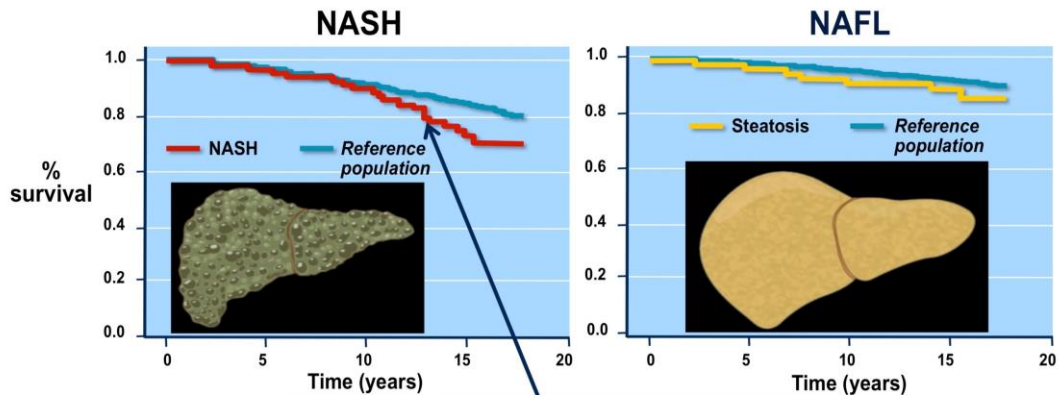 NASH
1.0
0.8
0.6
0.4
0.2
0.0
%
survival
NASH
Reference
population
0
5
10
15
20
Time (years)
NAFL
1.0
0.8
0.6
0.4
0.2
0.0
Steatosis
Reference
population
0
5
10
15
20
Time (years)